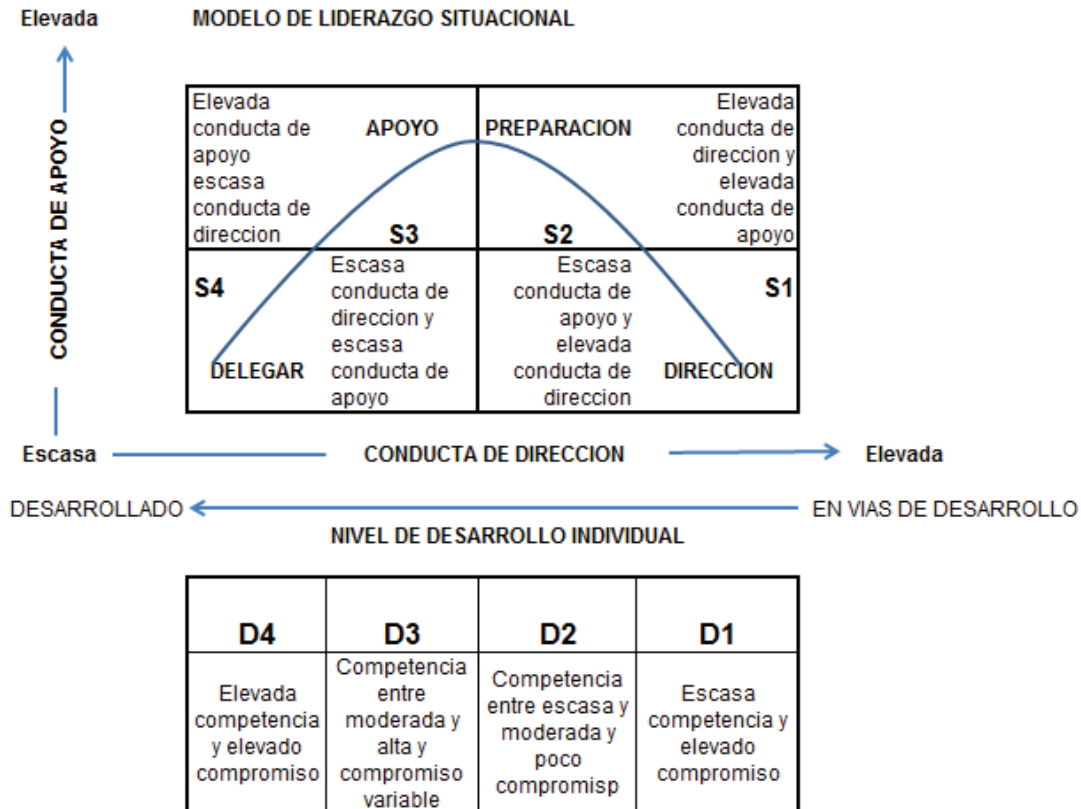 Elevada
MODELO DE LIDERAZGO SITUACIONAL
CONDUCTA DE APOYO
Elevada
conducta de
apoyo
escasa
conducta de
direccion
APOYO
S3
PREPARACION
S2
Elevada
conducta de
direccion y
elevada
conducta de
apoyo
S4
DELEGAR
Escasa
conducta de
direccion y
escasa
conducta de
apoyo
Escasa
conducta de
apoyo y
elevada
conducta de
direccion
S1
DIRECCION
Escasa
CONDUCTA DE DIRECCION
Elevada
DESARROLLADO
EN VIAS DE DESARROLLO
NIVEL DE DESARROLLO INDIVIDUAL
D4
D3
D2
D1
Elevada
competencia
y elevado
compromiso
Competencia
entre
moderada y
alta y
compromiso
variable
Competencia
entre escasa y
moderada y
poco
compromisp
Escasa
competencia y
elevado
compromiso